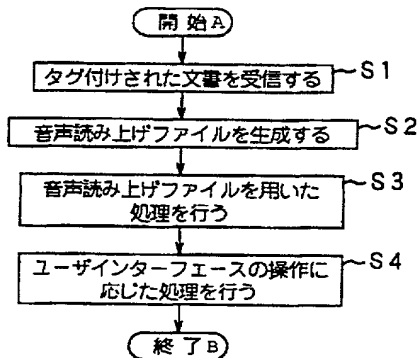 開始A
タグ付けされた文書を受信する
S1
音声読み上げファイルを生成する
S2
音声読み上げファイルを用いた
処理を行う
S3
ユーザインターフェースの操作に
応じた処理を行う
S4
終了B